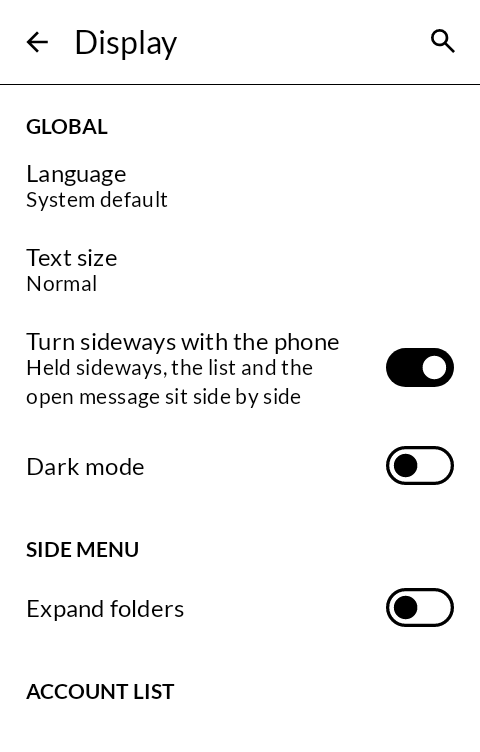 Display
GLOBAL
Language
System default
Text size
Normal
Turn sideways with the phone
Held sideways, the list and the
open message sit side by side
Dark mode
SIDE MENU
Expand folders
ACCOUNT LIST